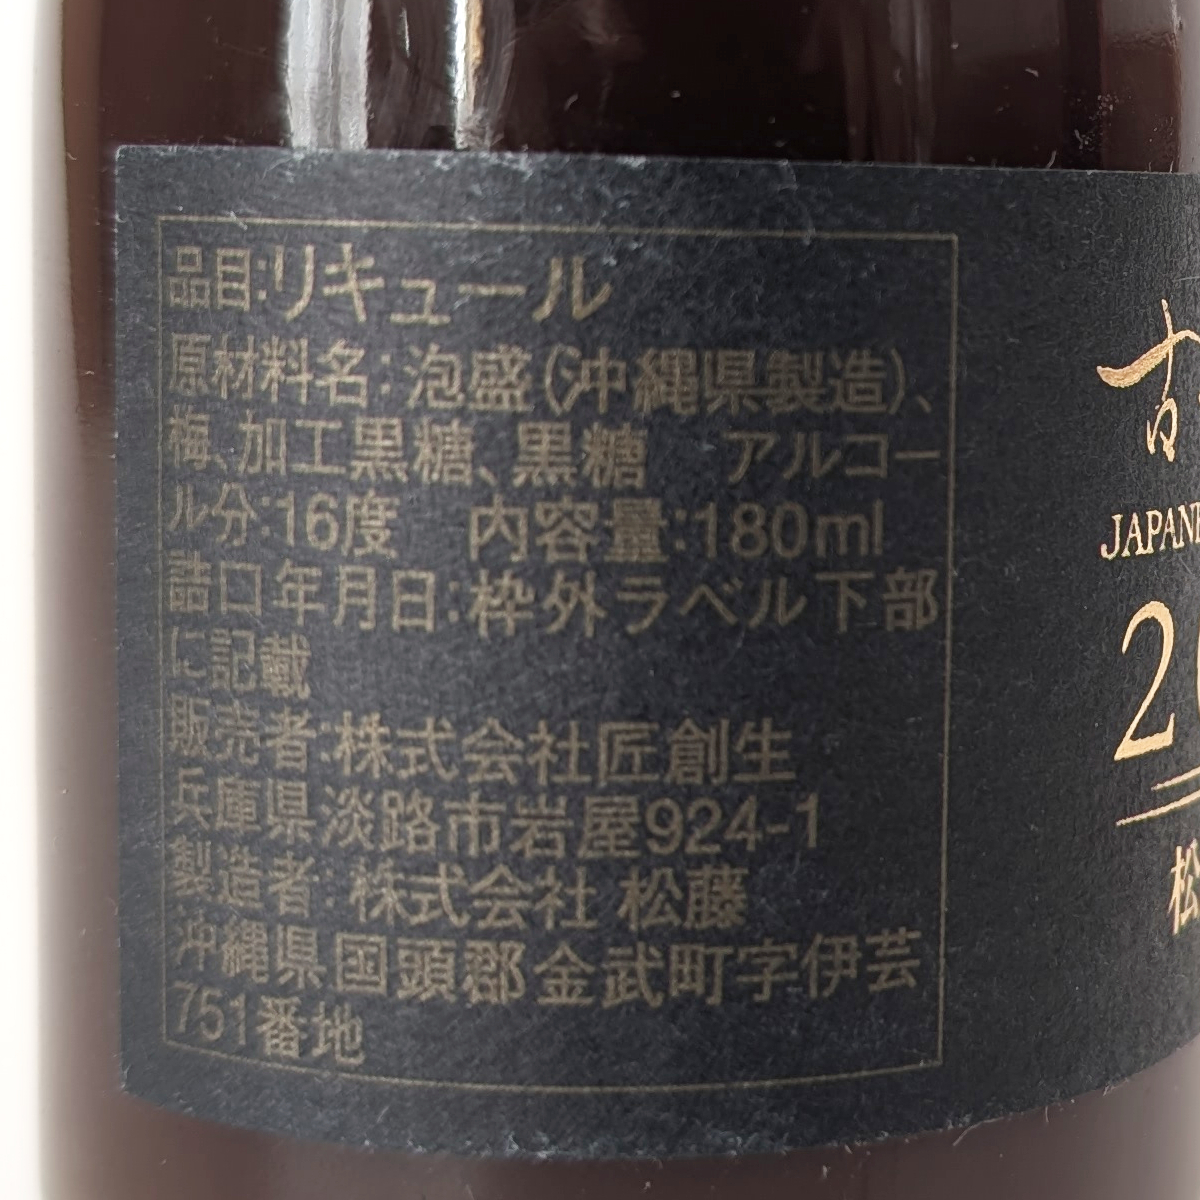 品目:リキュール
原材料名:泡盛(沖縄県製造)、
梅、加工黒糖、黒糖　アルコー
ル分:16度　内容量:180ml
詰口年月日:枠外ラベル下部
に記載
販売者:株式会社匠創生
兵庫県淡路市岩屋924-1
製造者:株式会社 松藤
沖縄県国頭郡金武町字伊芸
751番地
古
JAPAN
2
松